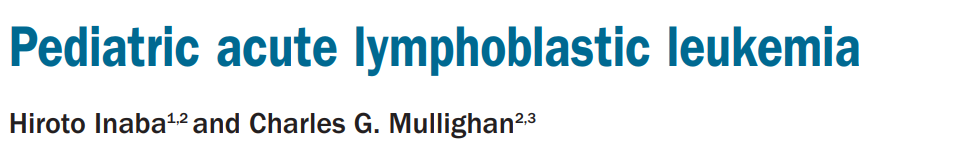 Pediatric acute lymphoblastic leukemia
Hiroto Inaba1,2 and Charles G. Mullighan2,3